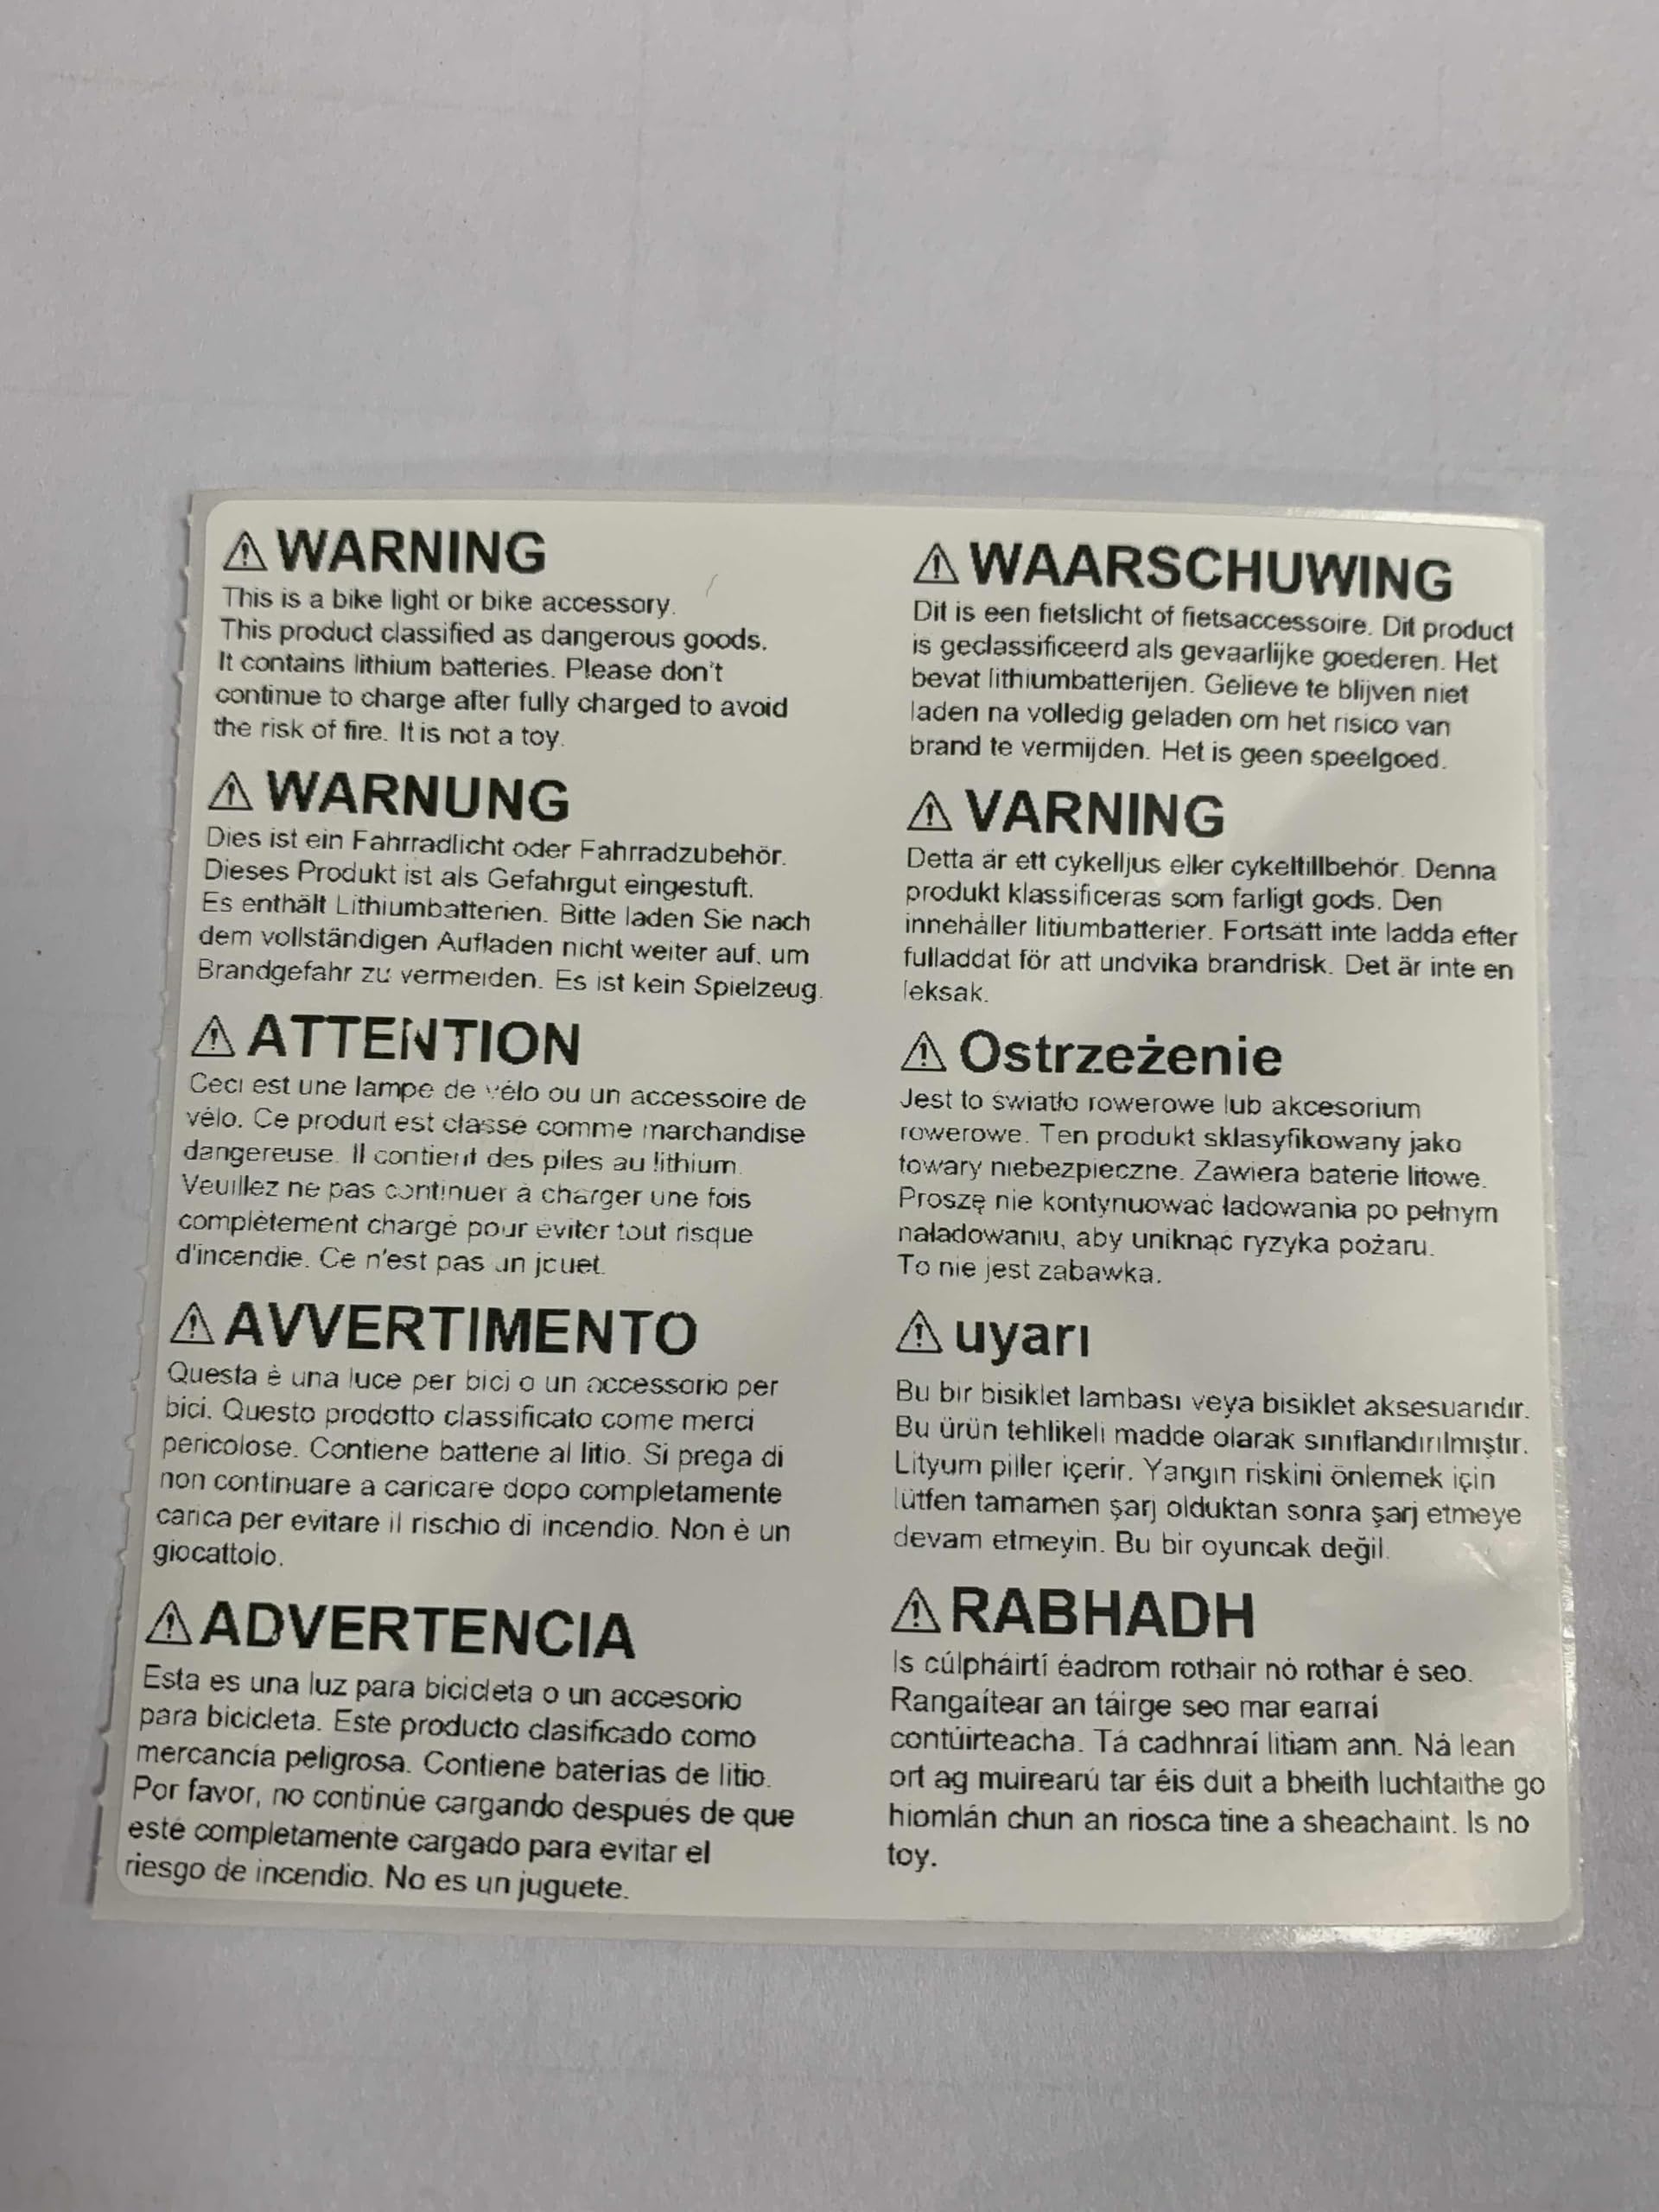 ⚠ WARNING
This is a bike light or bike accessory.
This product classified as dangerous goods.
It contains lithium batteries. Please don't
continue to charge after fully charged to avoid
the risk of fire. It is not a toy.
⚠ WARNUNG
Dies ist ein Fahrradlicht oder Fahrradzubehör.
Dieses Produkt ist als Gefahrgut eingestuft.
Es enthält Lithiumbatterien. Bitte laden Sie nach
dem vollständigen Aufladen nicht weiter auf, um
Brandgefahr zu vermeiden. Es ist kein Spielzeug.
⚠ ATTENTION
Ceci est une lampe de vélo ou un accessoire de
vélo. Ce produit est classé comme marchandise
dangereuse. Il contient des piles au lithium.
Veuillez ne pas continuer à charger une fois
complètement chargé pour éviter tout risque
d'incendie. Ce n'est pas un jouet.
⚠ AVVERTIMENTO
Questa è una luce per bici o un accessorio per
bici. Questo prodotto classificato come merci
pericolose. Contiene batterie al litio. Si prega di
non continuare a caricare dopo completamente
carica per evitare il rischio di incendio. Non è un
giocattolo.
⚠ ADVERTENCIA
Esta es una luz para bicicleta o un accesorio
para bicicleta. Este producto clasificado como
mercancía peligrosa. Contiene baterías de litio.
Por favor, no continúe cargando después de que
esté completamente cargado para evitar el
riesgo de incendio. No es un juguete.
⚠ WAARSCHUWING
Dit is een fietslicht of fietsaccessoire. Dit product
is geclassificeerd als gevaarlijke goederen. Het
bevat lithiumbatterijen. Gelieve te blijven niet
laden na volledig geladen om het risico van
brand te vermijden. Het is geen speelgoed.
⚠ VARNING
Detta är ett cykelljus eller cykeltillbehör. Denna
produkt klassificeras som farligt gods. Den
innehåller litiumbatterier. Fortsätt inte ladda efter
fulladdat för att undvika brandrisk. Det är inte en
leksak.
⚠ Ostrzeżenie
Jest to światło rowerowe lub akcesorium
rowerowe. Ten produkt sklasyfikowany jako
towary niebezpieczne. Zawiera baterie litowe.
Proszę nie kontynuować ładowania po pełnym
naładowaniu, aby uniknąć ryzyka pożaru.
To nie jest zabawka.
⚠ uyarı
Bu bir bisiklet lambası veya bisiklet aksesuarıdır.
Bu ürün tehlikeli madde olarak sınıflandırılmıştır.
Lityum piller içerir. Yangın riskini önlemek için
lütfen tamamen şarj olduktan sonra şarj etmeye
devam etmeyin. Bu bir oyuncak değil.
⚠ RABHADH
Is cúlpháirtí éadrom rothair nó rothar é seo.
Rangaítear an táirge seo mar earraí
contúirteacha. Tá cadhnraí litiam ann. Ná lean
ort ag muirearú tar éis duit a bheith luchtaithe go
hiomlán chun an riosca tine a sheachaint. Is no
toy.